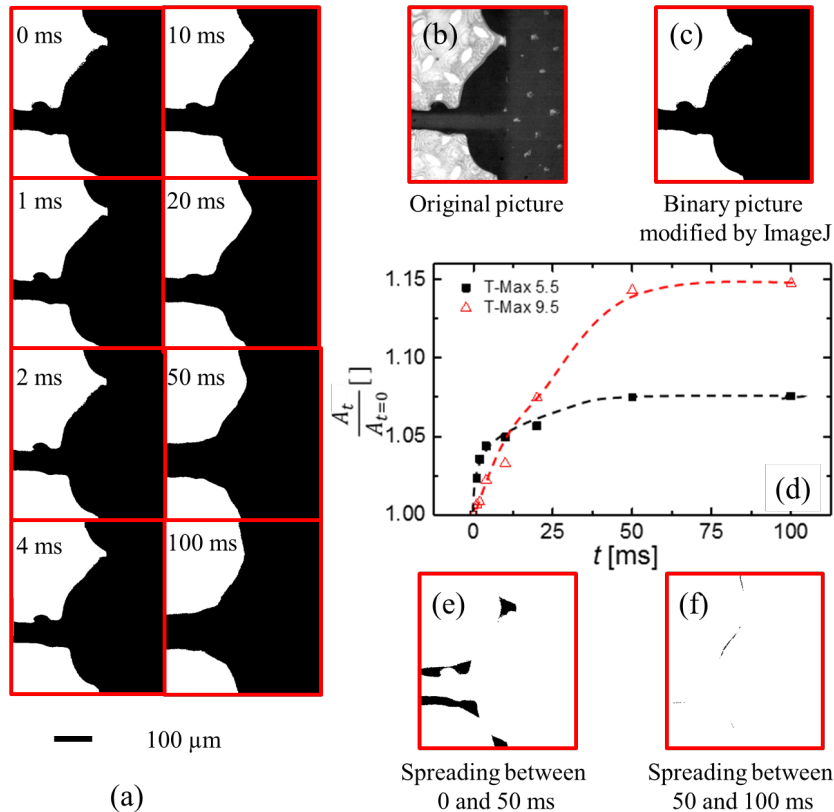 0 ms
10 ms
1 ms
20 ms
2 ms
50 ms
4 ms
100 ms
100 µm
(a)
(b)
Original picture
(c)
Binary picture
modified by ImageJ
1.15
1.10
1.05
1.00
A_t / A_{t=0} [ ]
T-Max 5.5
T-Max 9.5
(d)
0 25 50 75 100
t [ms]
(e)
Spreading between
0 and 50 ms
(f)
Spreading between
50 and 100 ms